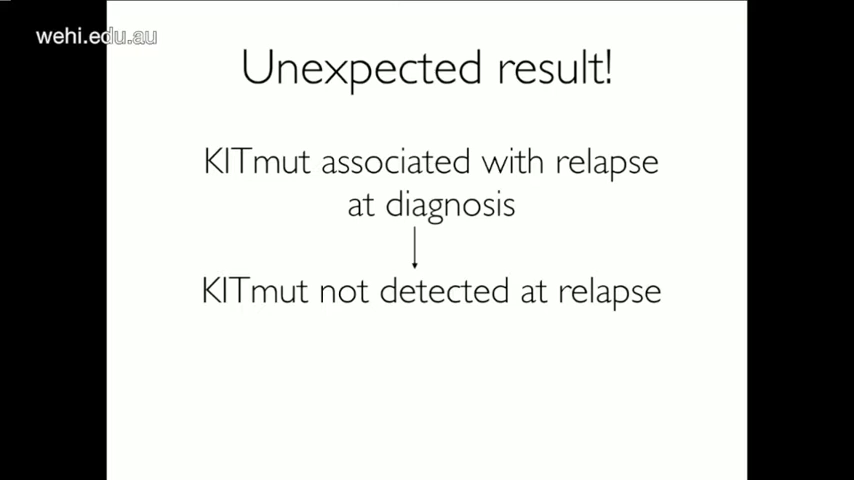 wehi.edu.au
Unexpected result!
KITmut associated with relapse
at diagnosis
KITmut not detected at relapse